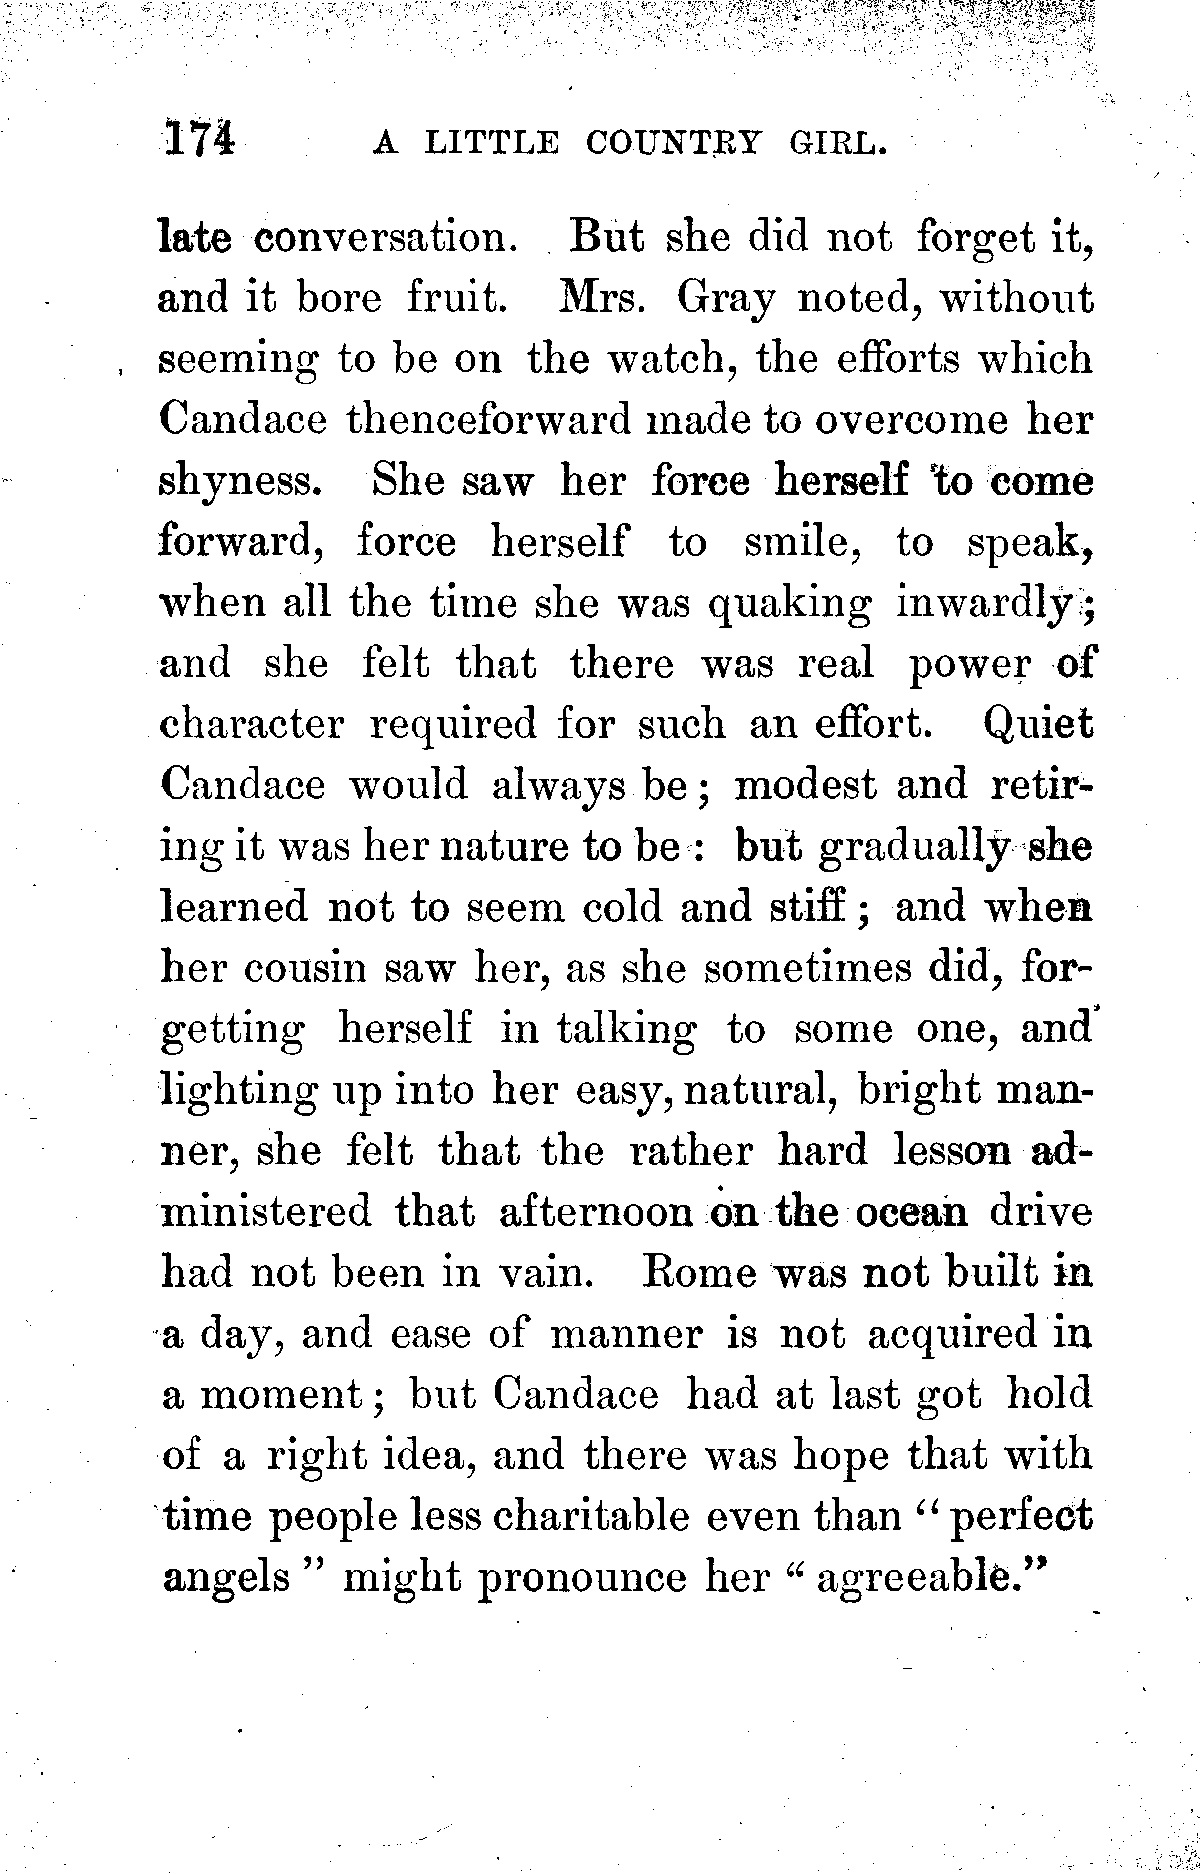 174 A LITTLE COUNTRY GIRL.
late conversation. But she did not forget it,
and it bore fruit. Mrs. Gray noted, without
seeming to be on the watch, the efforts which
Candace thenceforward made to overcome her
shyness. She saw her force herself to come
forward, force herself to smile, to speak,
when all the time she was quaking inwardly;
and she felt that there was real power of
character required for such an effort. Quiet
Candace would always be; modest and retir-
ing it was her nature to be: but gradually she
learned not to seem cold and stiff; and when
her cousin saw her, as she sometimes did, for-
getting herself in talking to some one, and
lighting up into her easy, natural, bright man-
ner, she felt that the rather hard lesson ad-
ministered that afternoon on the ocean drive
had not been in vain. Rome was not built in
a day, and ease of manner is not acquired in
a moment; but Candace had at last got hold
of a right idea, and there was hope that with
time people less charitable even than "perfect
angels" might pronounce her "agreeable."